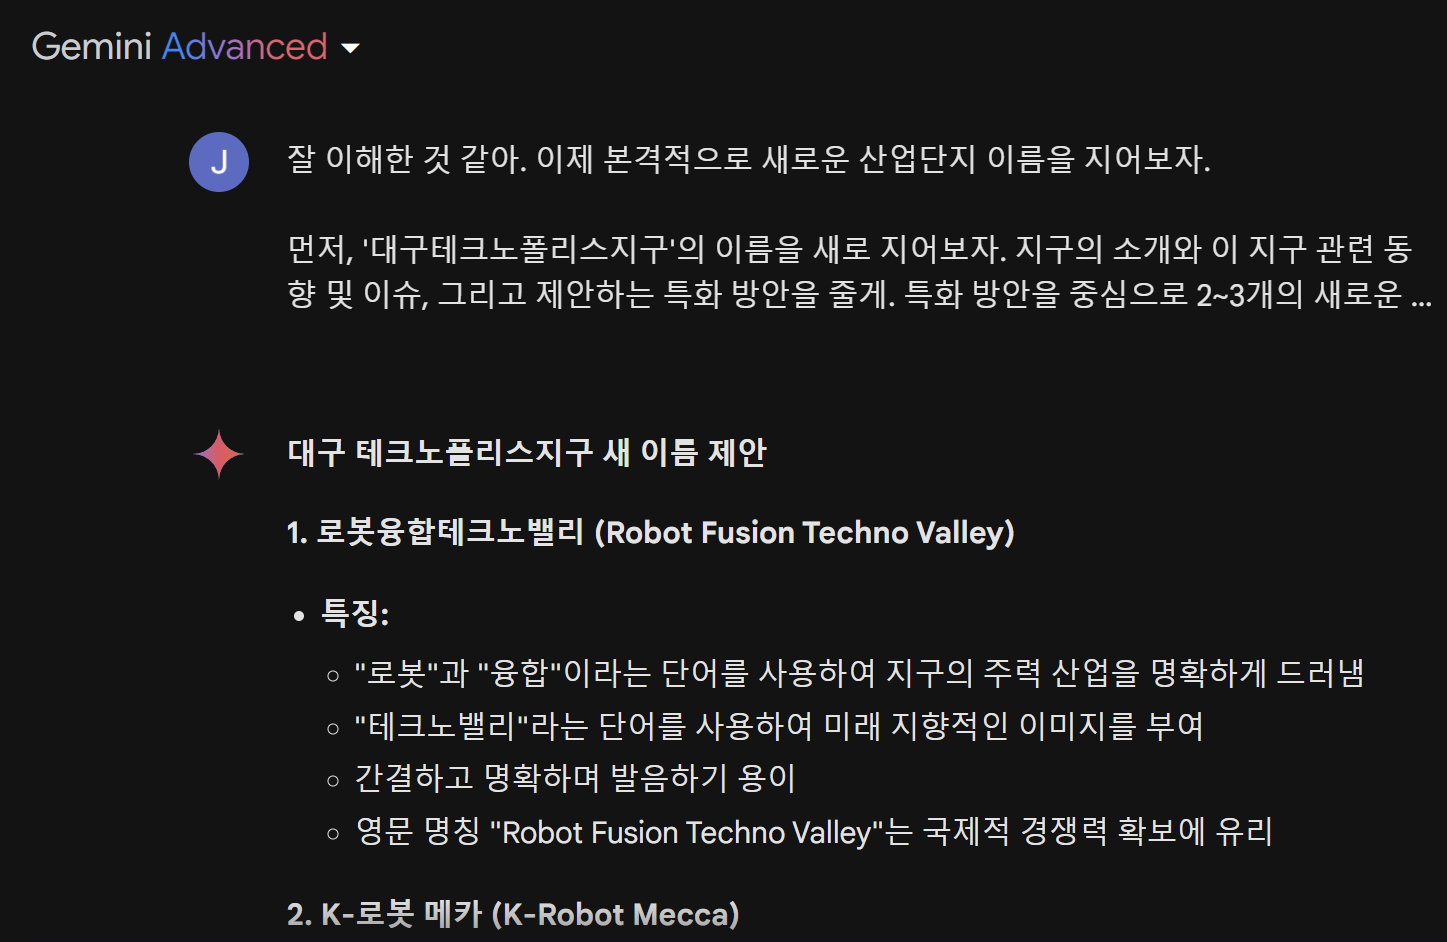 Gemini Advanced
J
잘 이해한 것 같아. 이제 본격적으로 새로운 산업단지 이름을 지어보자.
먼저, '대구테크노폴리스지구'의 이름을 새로 지어보자. 지구의 소개와 이 지구 관련 동
향 및 이슈, 그리고 제안하는 특화 방안을 줄게. 특화 방안을 중심으로 2~3개의 새로운 ...
대구 테크노폴리스지구 새 이름 제안
1. 로봇융합테크노밸리 (Robot Fusion Techno Valley)
• 특징:
◦ "로봇"과 "융합"이라는 단어를 사용하여 지구의 주력 산업을 명확하게 드러냄
◦ "테크노밸리"라는 단어를 사용하여 미래 지향적인 이미지를 부여
◦ 간결하고 명확하며 발음하기 용이
◦ 영문 명칭 "Robot Fusion Techno Valley"는 국제적 경쟁력 확보에 유리
2. K-로봇 메카 (K-Robot Mecca)